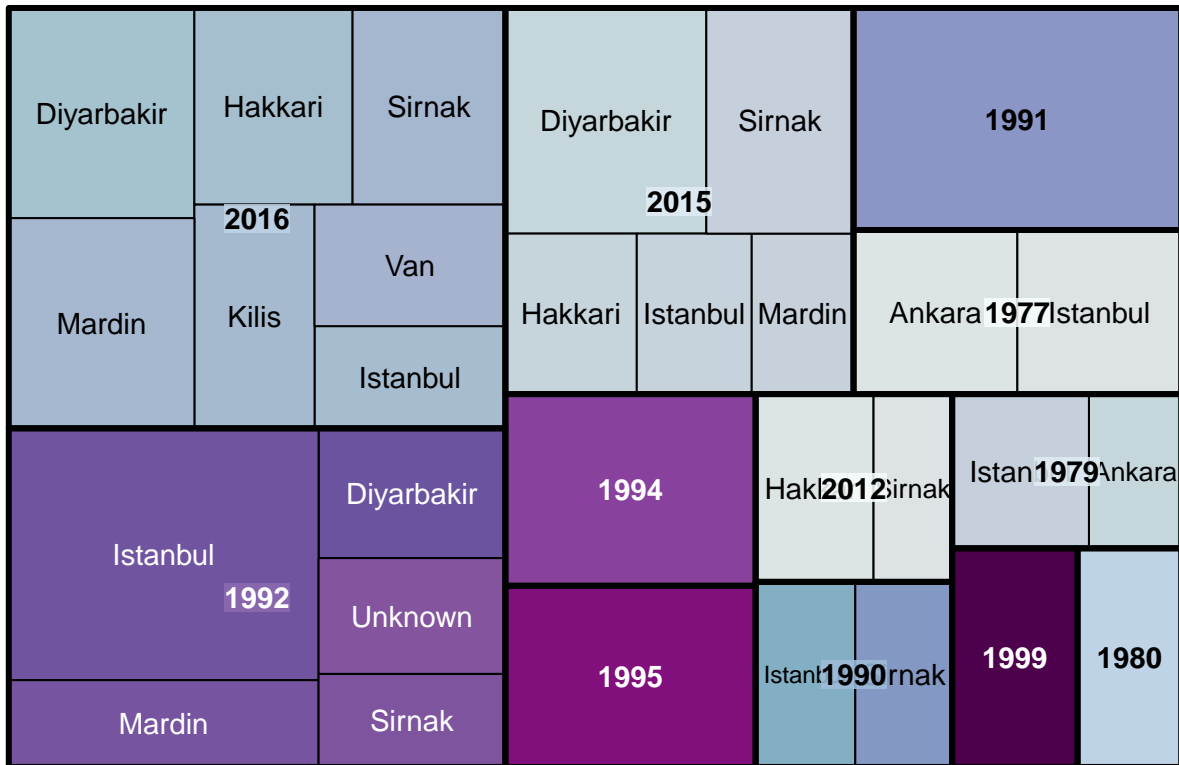 Diyarbakir
Hakkari
Sirnak
2016
Mardin
Kilis
Van
Istanbul
Diyarbakir
Sirnak
2015
Hakkari
Istanbul
Mardin
1991
Ankara
1977
Istanbul
Istanbul
Diyarbakir
1992
Unknown
Mardin
Sirnak
1994
1995
2012
1979
Ankara
1990
1999
1980